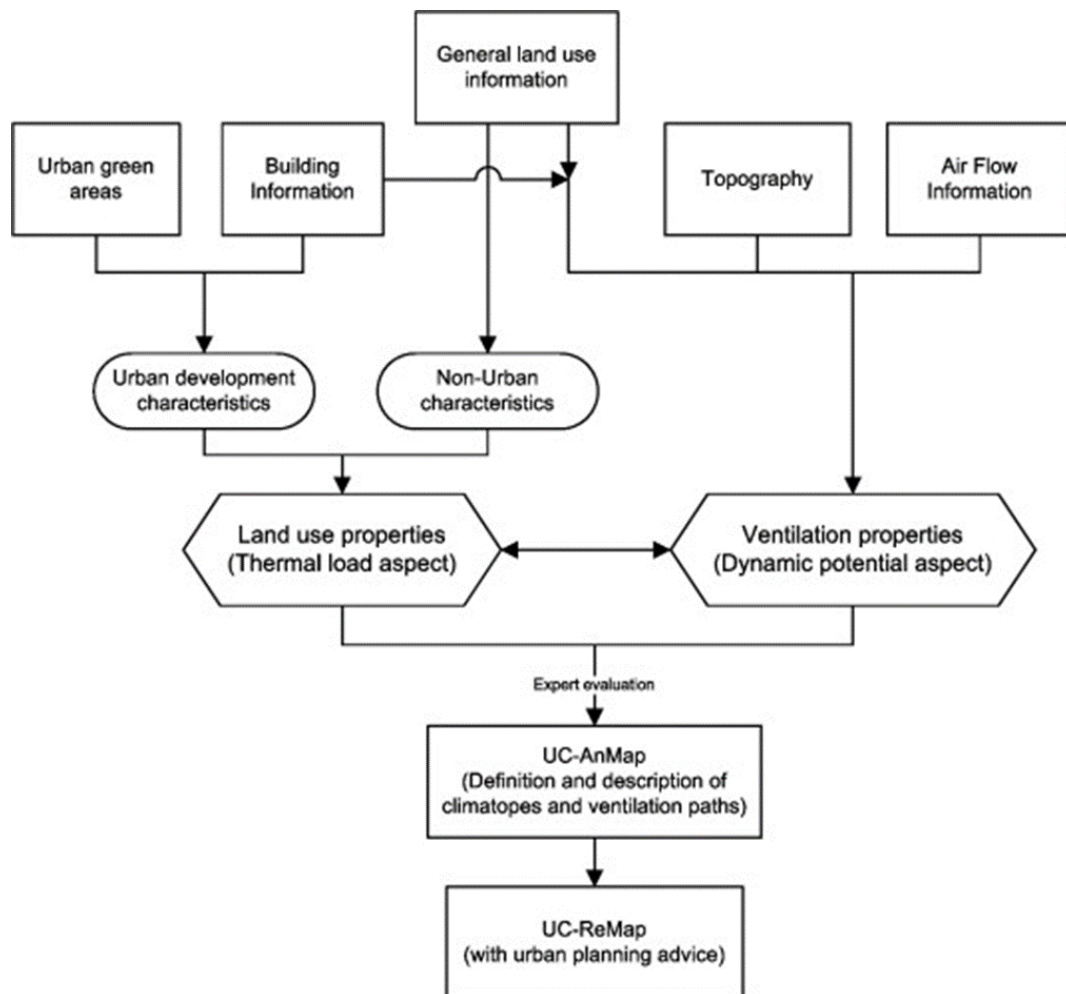 General land use
information
Urban green
areas
Building
Information
Topography
Air Flow
Information
Urban development
characteristics
Non-Urban
characteristics
Land use properties
(Thermal load aspect)
Ventilation properties
(Dynamic potential aspect)
Expert evaluation
UC-AnMap
(Definition and description of
climatopes and ventilation paths)
UC-ReMap
(with urban planning advice)